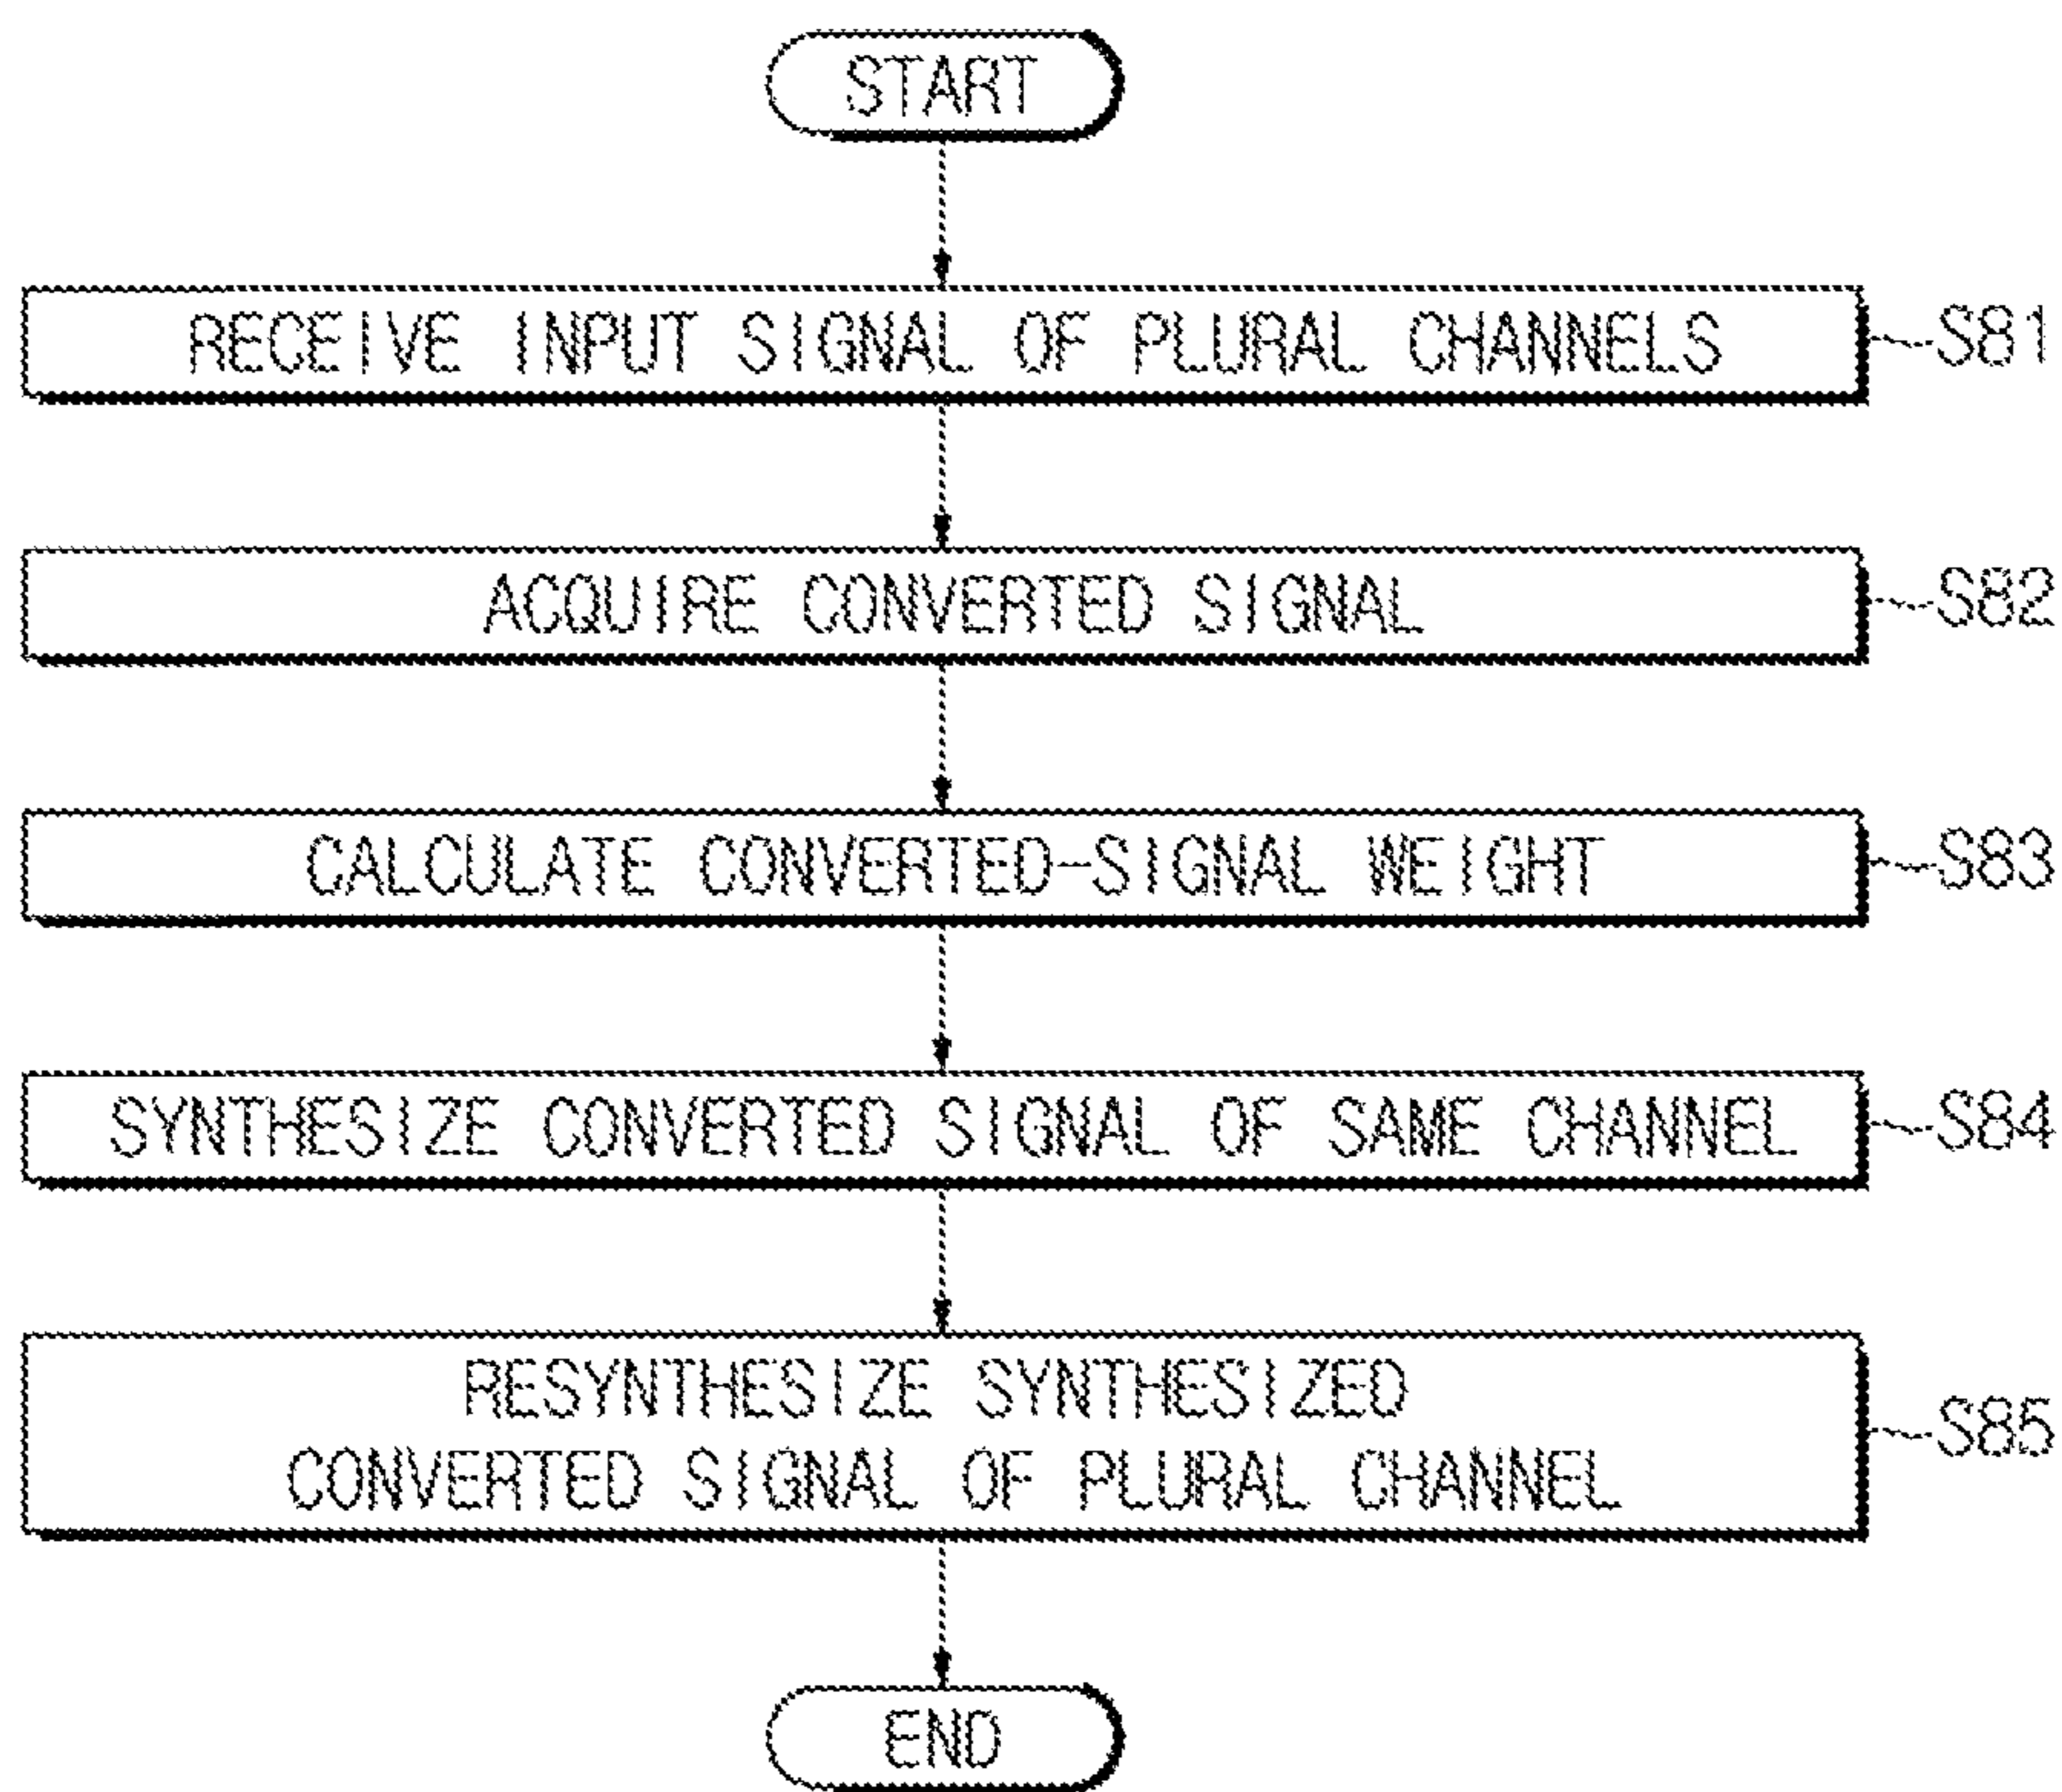 START
RECEIVE INPUT SIGNAL OF PLURAL CHANNELS
S81
ACQUIRE CONVERTED SIGNAL
S82
CALCULATE CONVERTED-SIGNAL WEIGHT
S83
SYNTHESIZE CONVERTED SIGNAL OF SAME CHANNEL
S84
RESYNTHESIZE SYNTHESIZED
CONVERTED SIGNAL OF PLURAL CHANNEL
S85
END